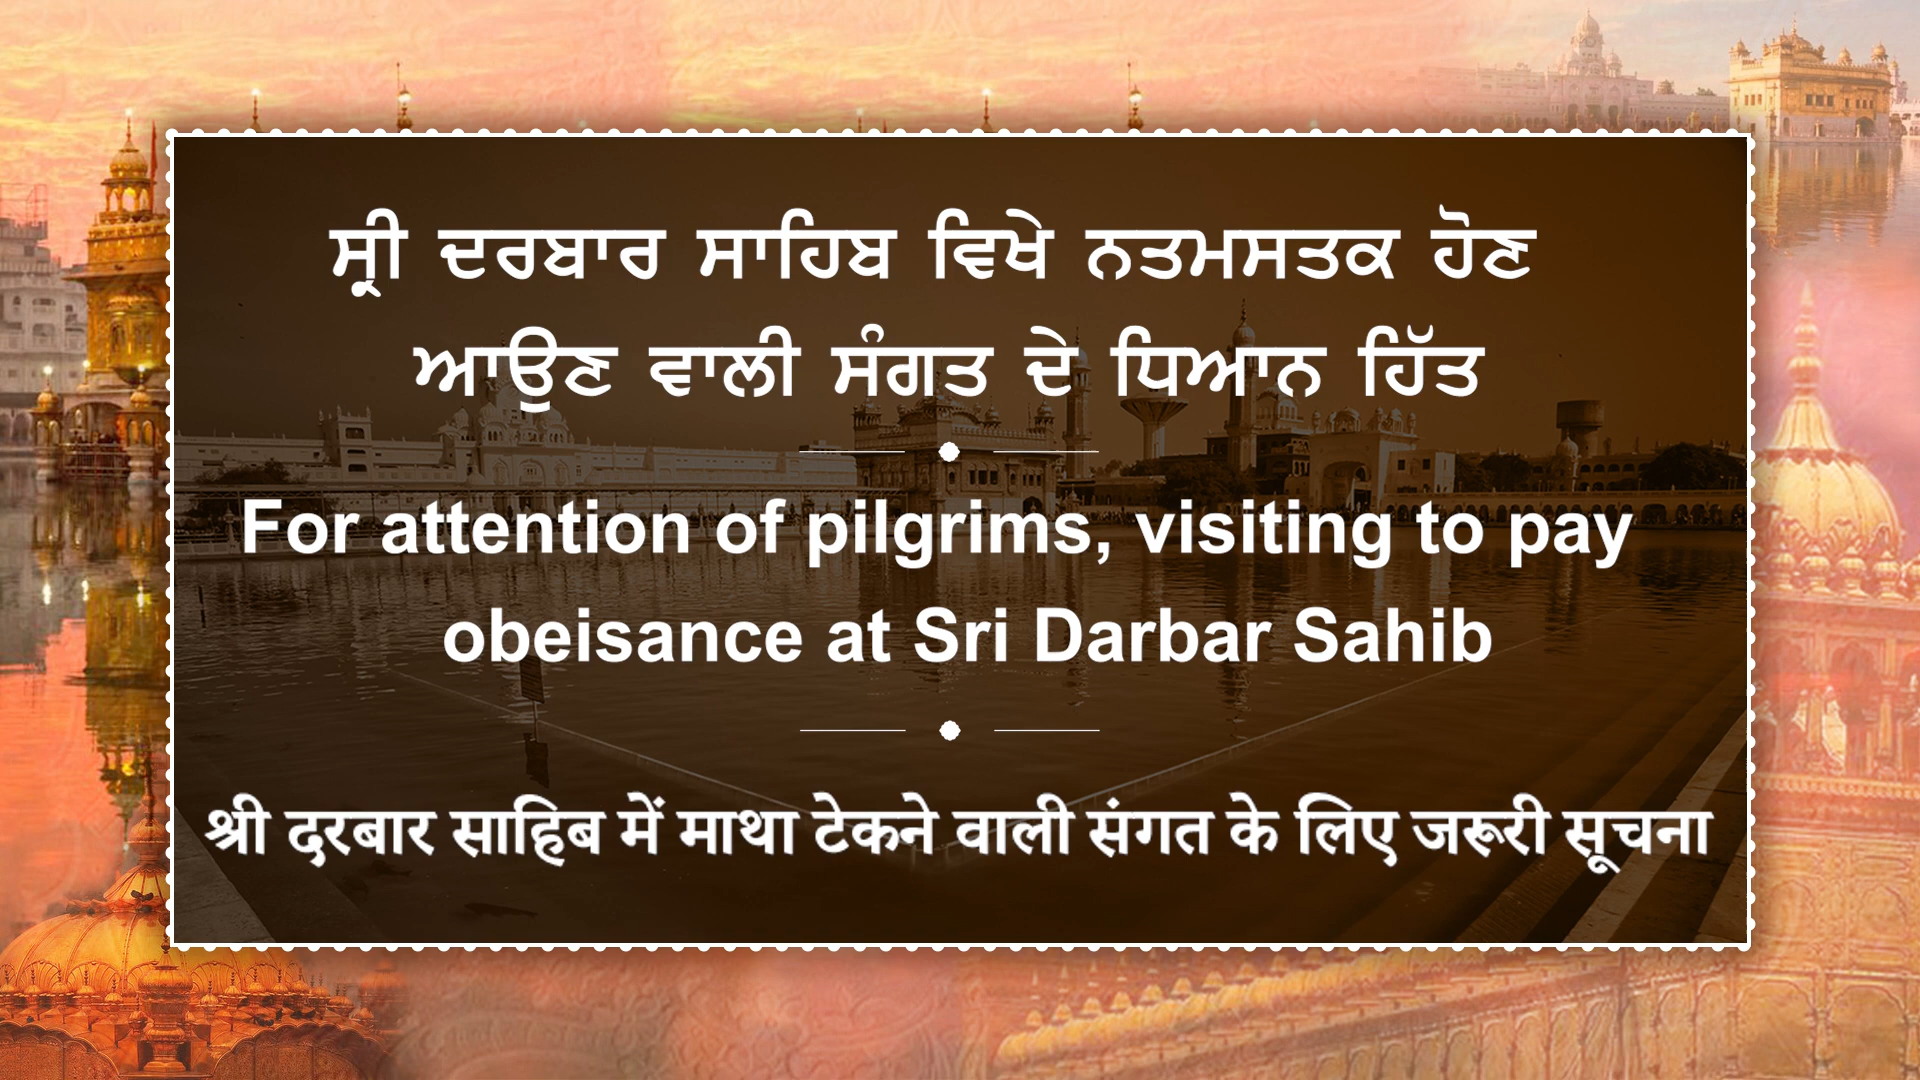 ਸ੍ਰੀ ਦਰਬਾਰ ਸਾਹਿਬ ਵਿਖੇ ਨਤਮਸਤਕ ਹੋਣ
ਆਉਣ ਵਾਲੀ ਸੰਗਤ ਦੇ ਧਿਆਨ ਹਿੱਤ
For attention of pilgrims, visiting to pay
obeisance at Sri Darbar Sahib
श्री दरबार साहिब में माथा टेकने वाली संगत के लिए जरूरी सूचना